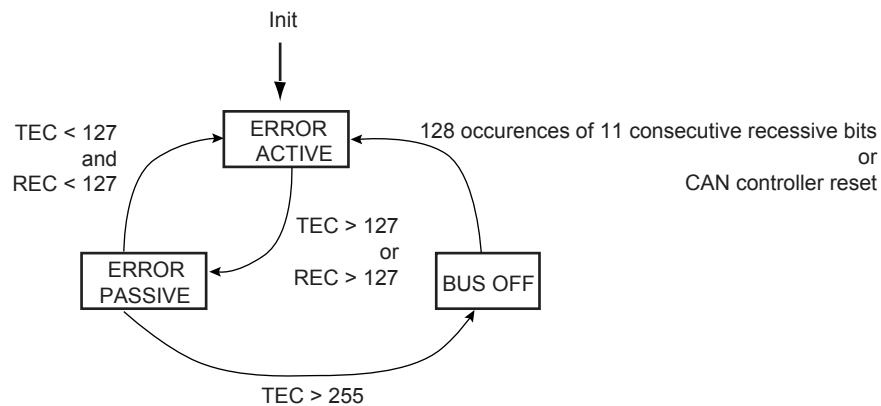 Init
ERROR
ACTIVE
TEC < 127
and
REC < 127
128 occurences of 11 consecutive recessive bits
or
CAN controller reset
TEC > 127
or
REC > 127
ERROR
PASSIVE
BUS OFF
TEC > 255